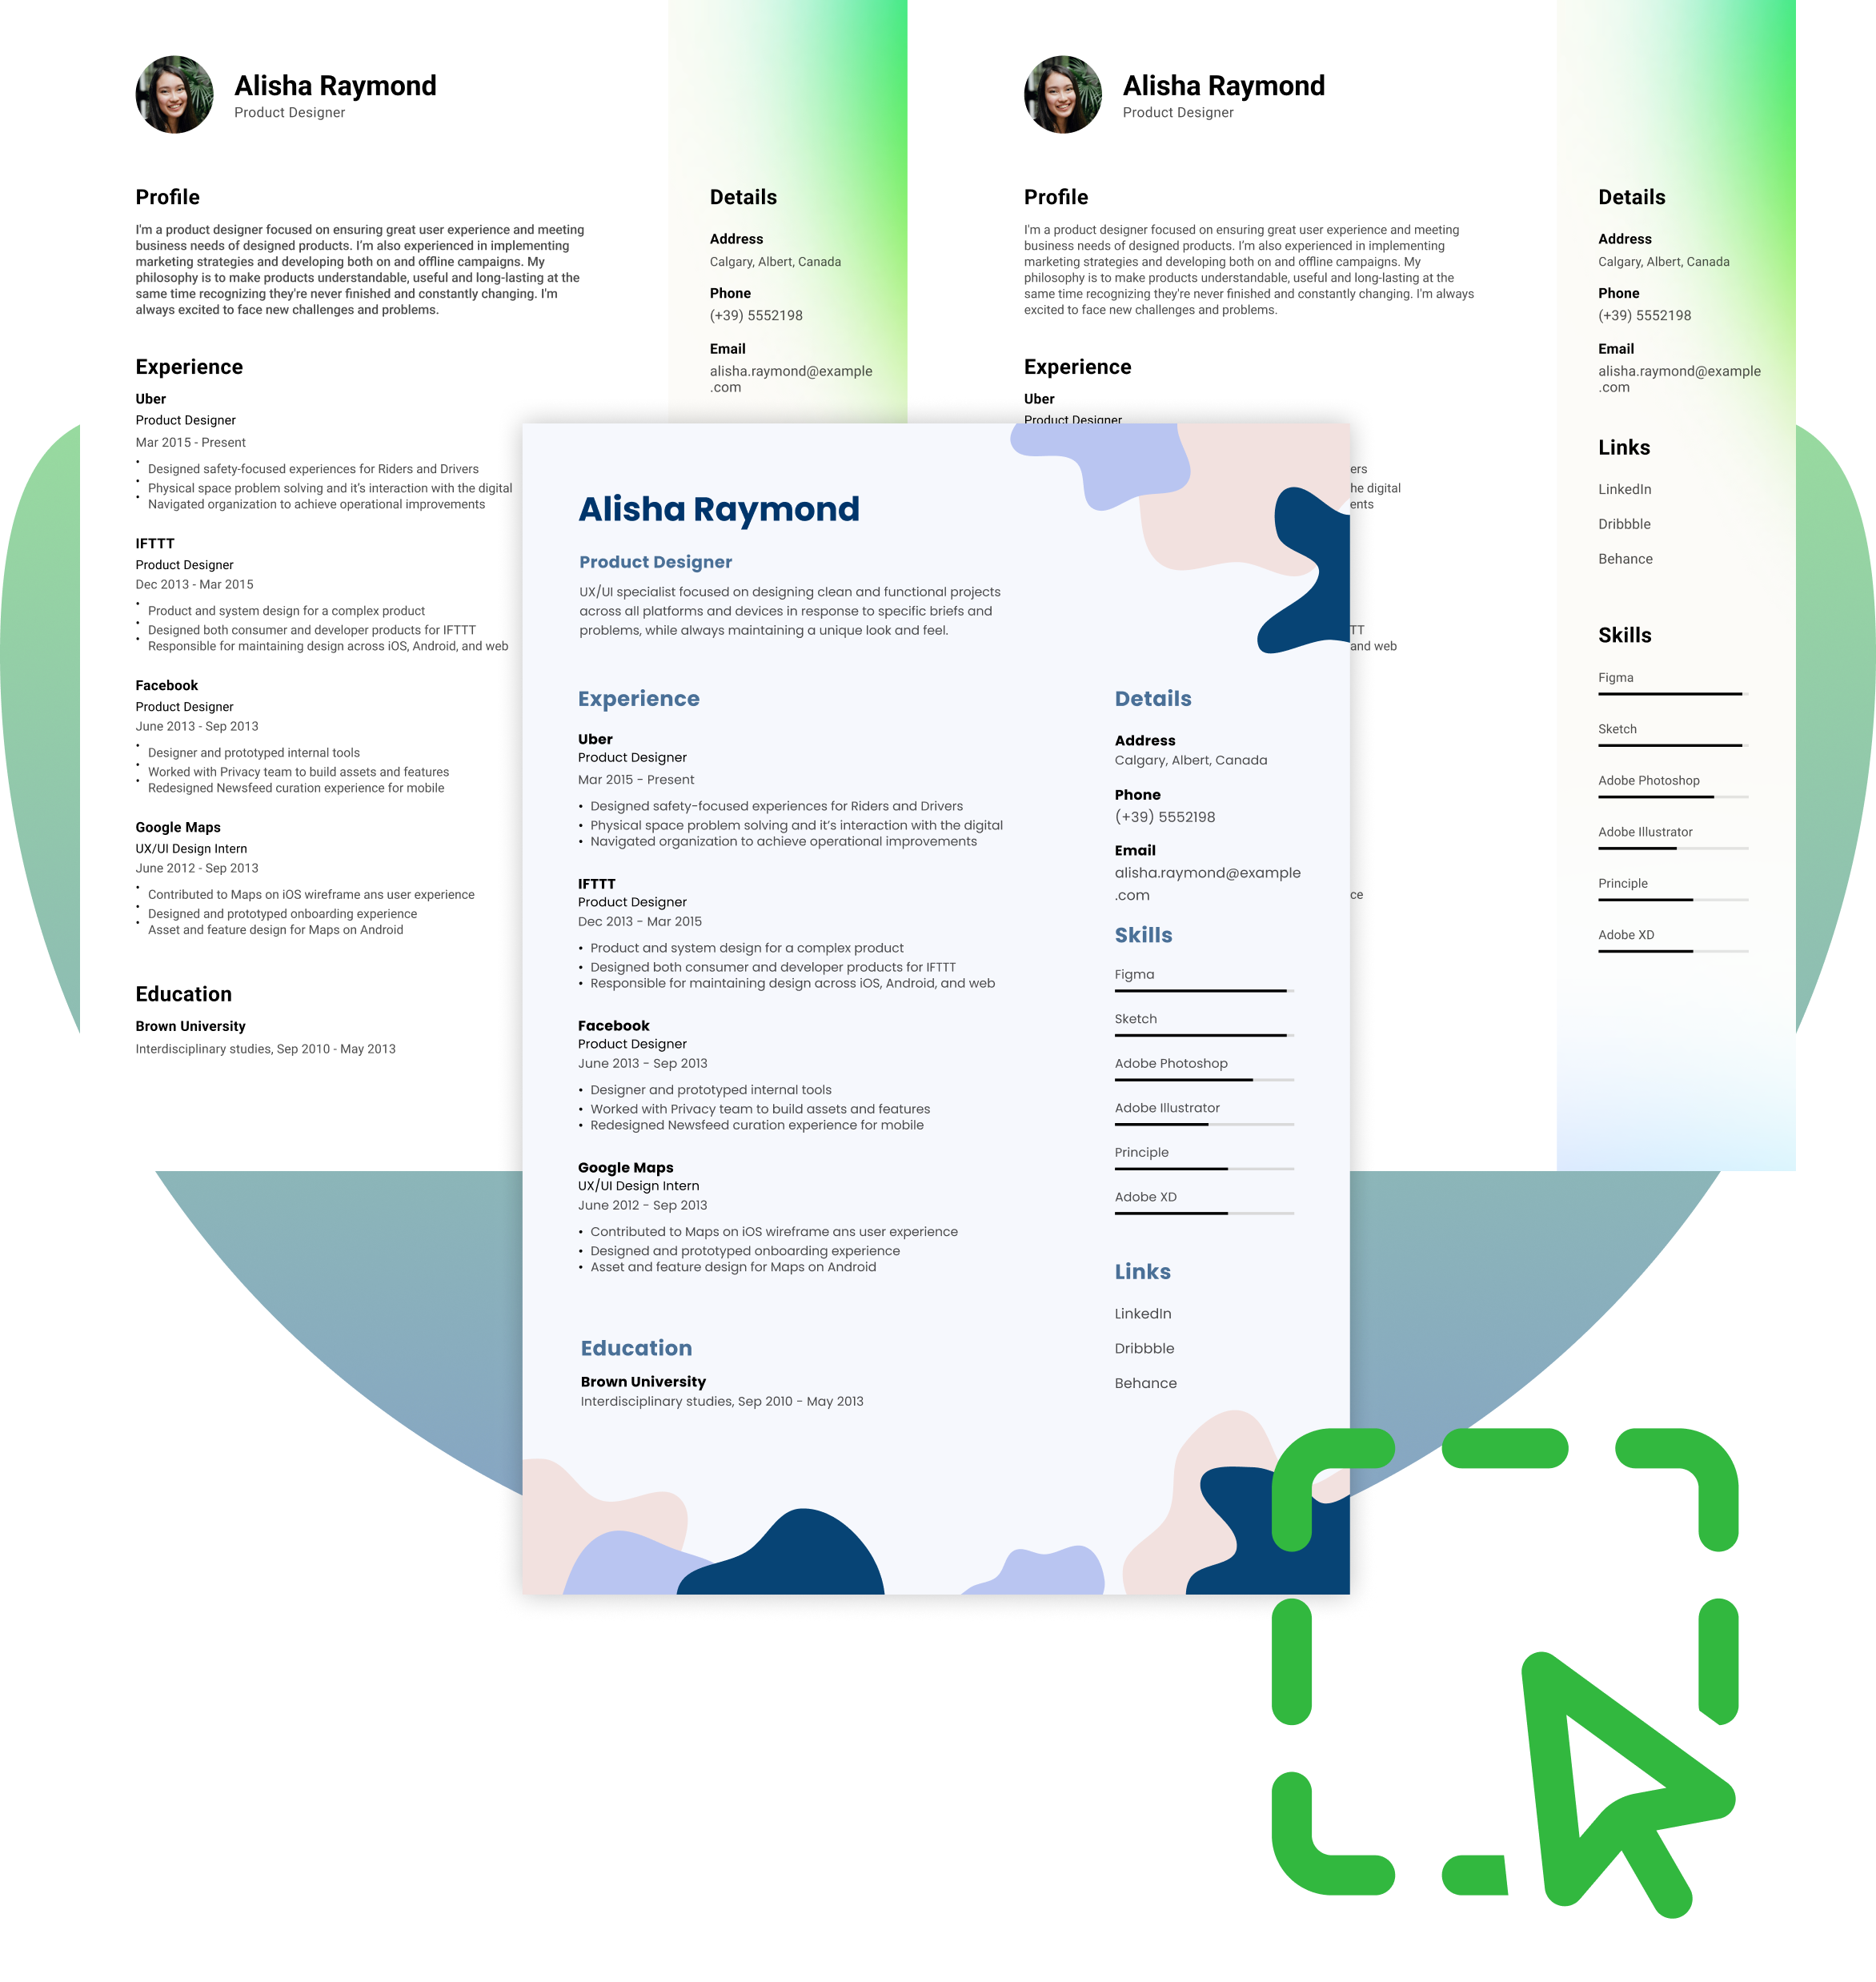 Alisha Raymond
Product Designer
Profile
I'm a product designer focused on ensuring great user experience and meeting
business needs of designed products. I'm also experienced in implementing
marketing strategies and developing both on and offline campaigns. My
philosophy is to make products understandable, useful and long-lasting at the
same time recognizing they're never finished and constantly changing. I'm
always excited to face new challenges and problems.
Experience
Uber
Product Designer
Mar 2015 - Present
• Designed safety-focused experiences for Riders and Drivers
• Physical space problem solving and it's interaction with the digital
• Navigated organization to achieve operational improvements
IFTTT
Product Designer
Dec 2013 - Mar 2015
• Product and system design for a complex product
• Designed both consumer and developer products for IFTTT
• Responsible for maintaining design across iOS, Android, and web
Facebook
Product Designer
June 2013 - Sep 2013
• Designer and prototyped internal tools
• Worked with Privacy team to build assets and features
• Redesigned Newsfeed curation experience for mobile
Google Maps
UX/UI Design Intern
June 2012 - Sep 2013
• Contributed to Maps on iOS wireframe ans user experience
• Designed and prototyped onboarding experience
• Asset and feature design for Maps on Android
Education
Brown University
Interdisciplinary studies, Sep 2010 - May 2013
Details
Address
Calgary, Albert, Canada
Phone
(+39) 5552198
Email
alisha.raymond@example
.com
Alisha Raymond
Product Designer
Profile
I'm a product designer focused on ensuring great user experience and meeting
business needs of designed products. I'm also experienced in implementing
marketing strategies and developing both on and offline campaigns. My
philosophy is to make products understandable, useful and long-lasting at the
same time recognizing they're never finished and constantly changing. I'm always
excited to face new challenges and problems.
Experience
Uber
Product Designer
ers
he digital
ents
TT
and web
ce
Details
Address
Calgary, Albert, Canada
Phone
(+39) 5552198
Email
alisha.raymond@example
.com
Links
LinkedIn
Dribbble
Behance
Skills
Figma
Sketch
Adobe Photoshop
Adobe Illustrator
Principle
Adobe XD
Alisha Raymond
Product Designer
UX/UI specialist focused on designing clean and functional projects
across all platforms and devices in response to specific briefs and
problems, while always maintaining a unique look and feel.
Experience
Uber
Product Designer
Mar 2015 - Present
• Designed safety-focused experiences for Riders and Drivers
• Physical space problem solving and it's interaction with the digital
• Navigated organization to achieve operational improvements
IFTTT
Product Designer
Dec 2013 - Mar 2015
• Product and system design for a complex product
• Designed both consumer and developer products for IFTTT
• Responsible for maintaining design across iOS, Android, and web
Facebook
Product Designer
June 2013 - Sep 2013
• Designer and prototyped internal tools
• Worked with Privacy team to build assets and features
• Redesigned Newsfeed curation experience for mobile
Google Maps
UX/UI Design Intern
June 2012 - Sep 2013
• Contributed to Maps on iOS wireframe ans user experience
• Designed and prototyped onboarding experience
• Asset and feature design for Maps on Android
Education
Brown University
Interdisciplinary studies, Sep 2010 - May 2013
Details
Address
Calgary, Albert, Canada
Phone
(+39) 5552198
Email
alisha.raymond@example
.com
Skills
Figma
Sketch
Adobe Photoshop
Adobe Illustrator
Principle
Adobe XD
Links
LinkedIn
Dribbble
Behance